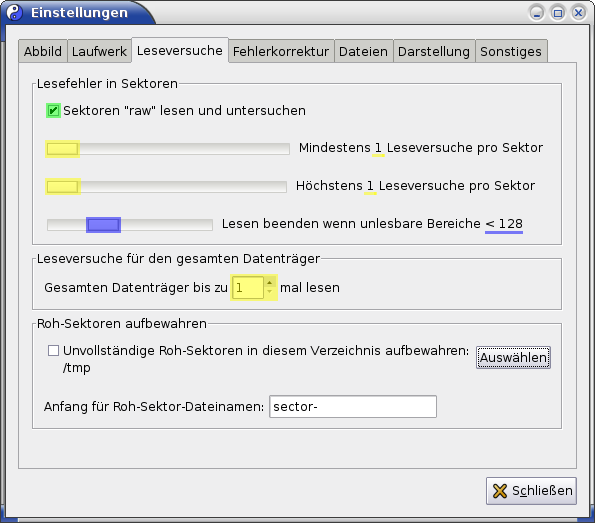 Einstellungen
Abbild Laufwerk Leseversuche Fehlerkorrektur Dateien Darstellung Sonstiges
Lesefehler in Sektoren
Sektoren "raw" lesen und untersuchen
Mindestens 1 Leseversuche pro Sektor
Höchstens 1 Leseversuche pro Sektor
Lesen beenden wenn unlesbare Bereiche < 128
Leseversuche für den gesamten Datenträger
Gesamten Datenträger bis zu 1 mal lesen
Roh-Sektoren aufbewahren
Unvollständige Roh-Sektoren in diesem Verzeichnis aufbewahren:
/tmp
Auswählen
Anfang für Roh-Sektor-Dateinamen: sector-
Schließen